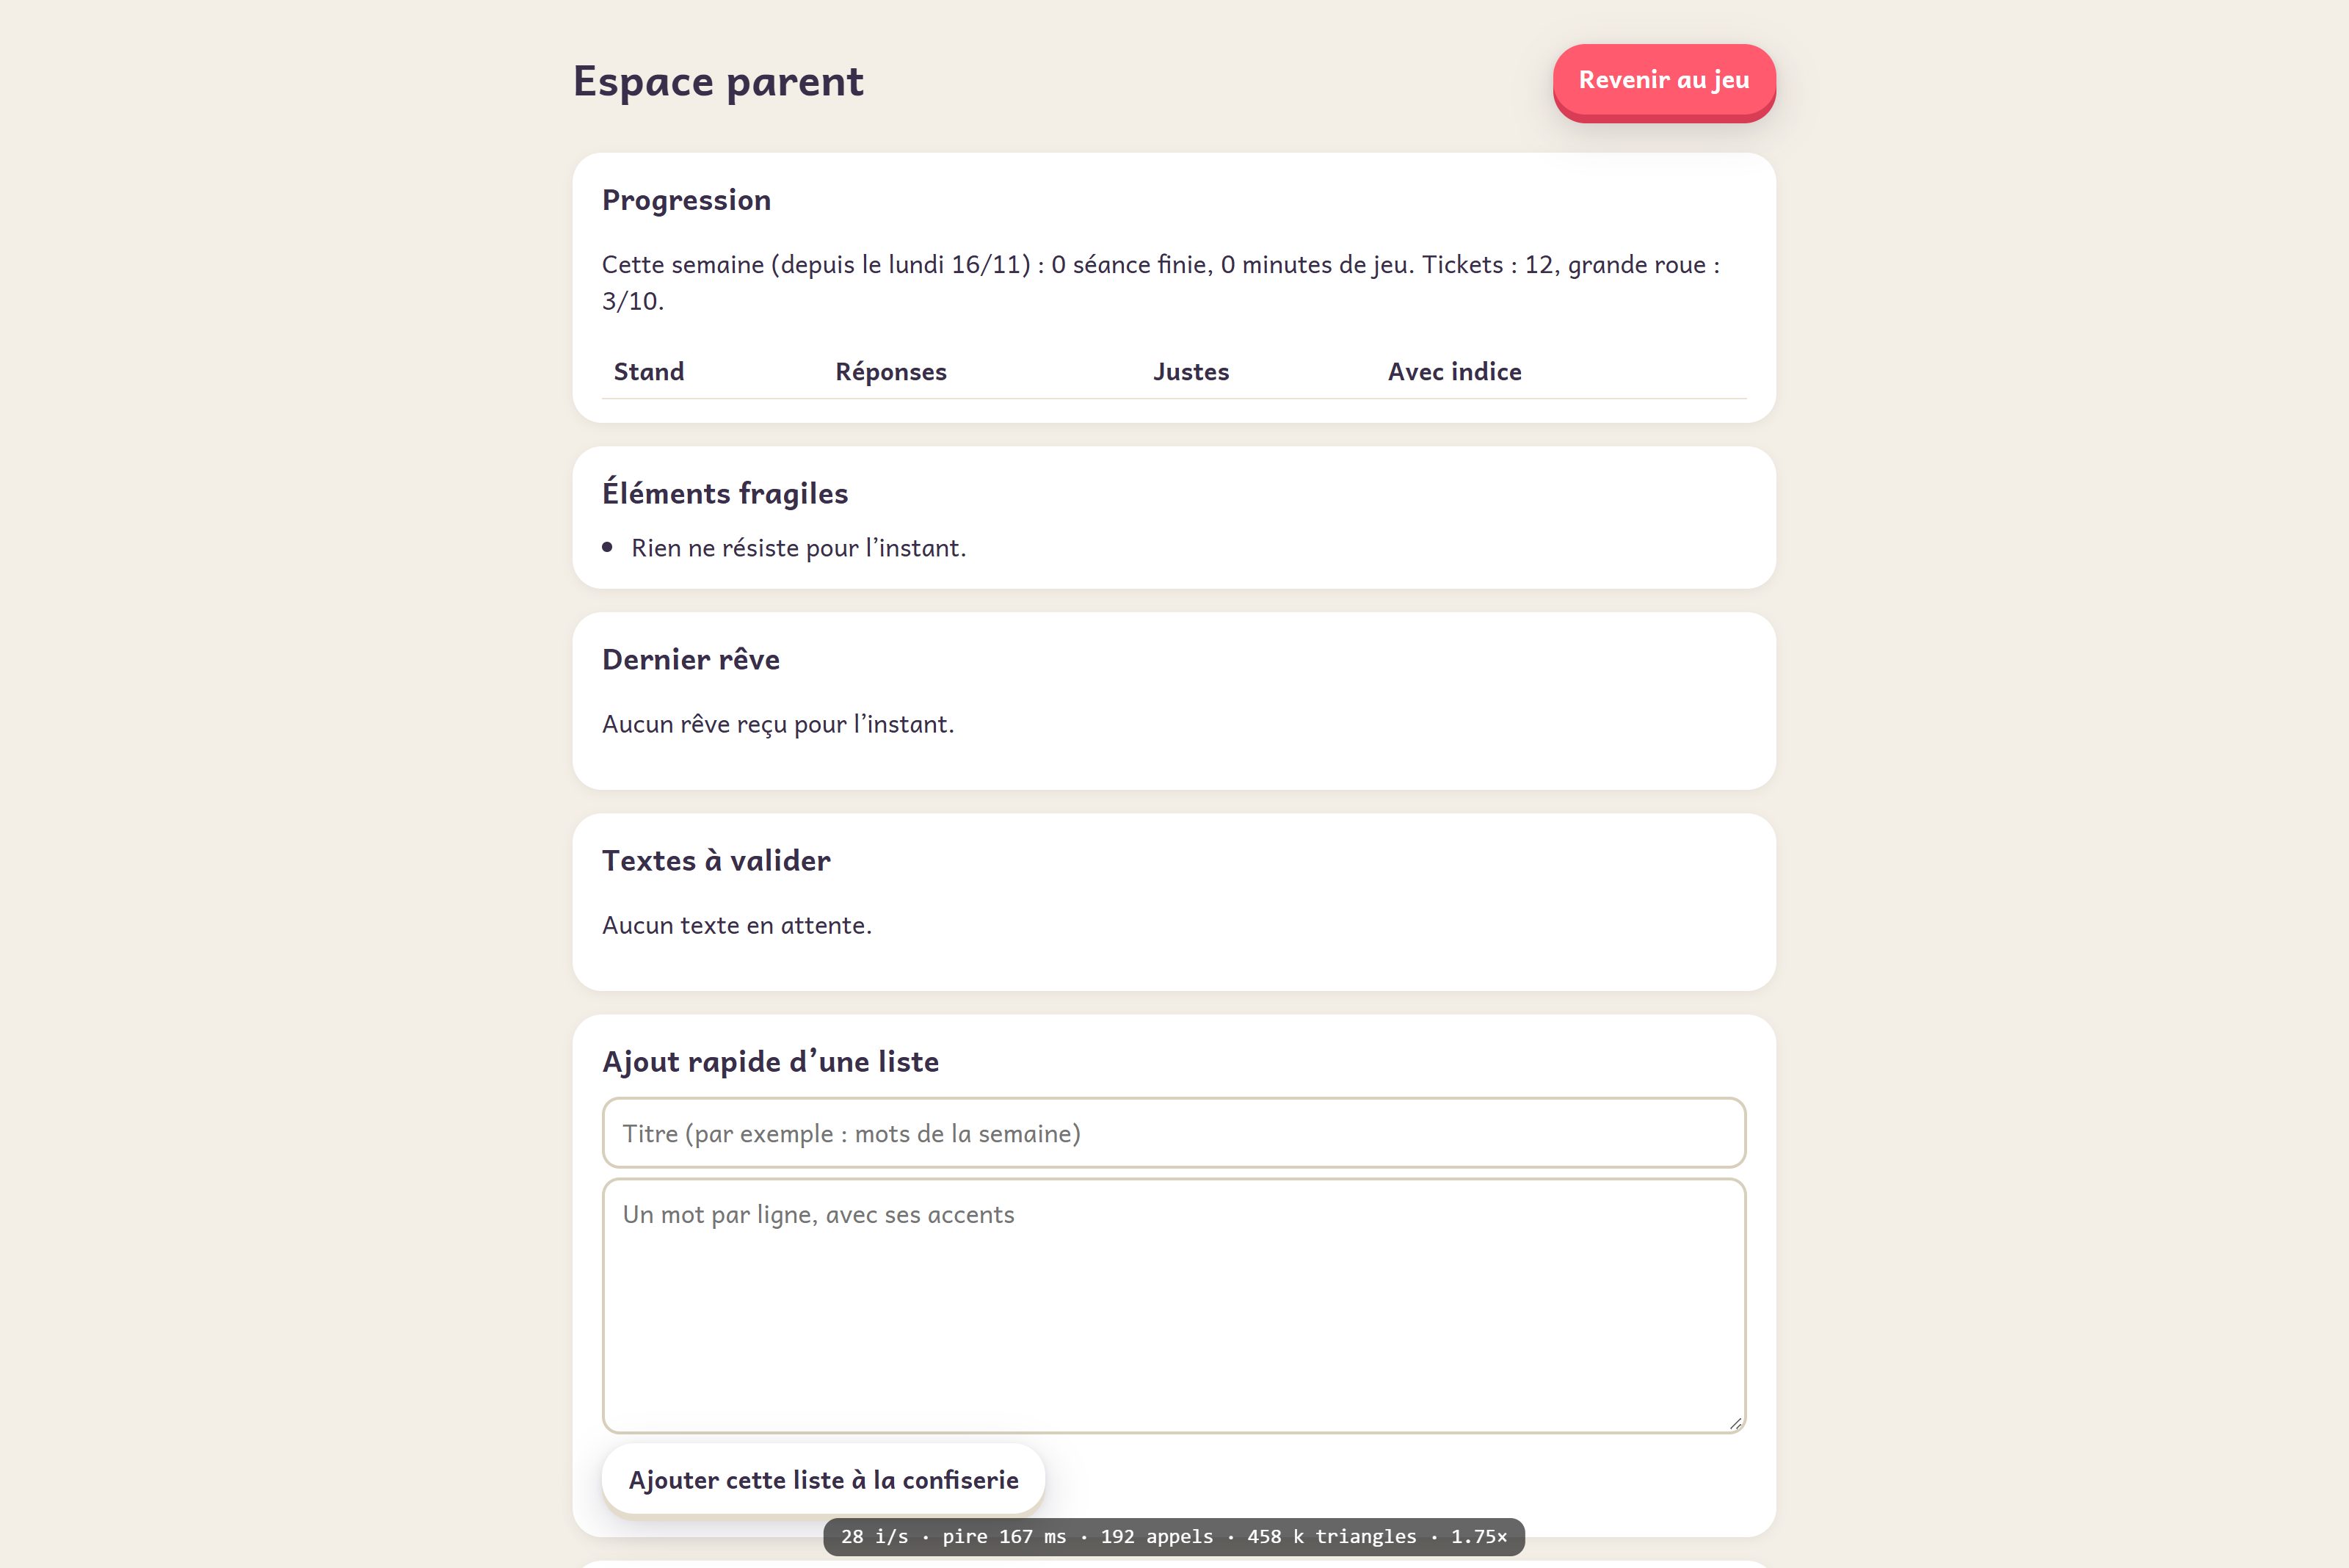 Espace parent
Revenir au jeu
Progression
Cette semaine (depuis le lundi 16/11) : 0 séance finie, 0 minutes de jeu. Tickets : 12, grande roue :
3/10.
Stand Réponses Justes Avec indice
Éléments fragiles
• Rien ne résiste pour l’instant.
Dernier rêve
Aucun rêve reçu pour l’instant.
Textes à valider
Aucun texte en attente.
Ajout rapide d’une liste
Titre (par exemple : mots de la semaine)
Un mot par ligne, avec ses accents
Ajouter cette liste à la confiserie
28 i/s · pire 167 ms · 192 appels · 458 k triangles · 1.75×